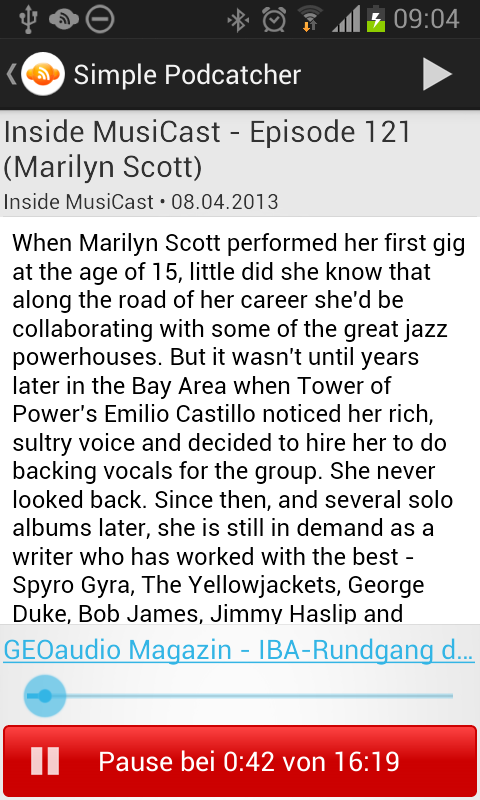 09:04
Simple Podcatcher
Inside MusiCast - Episode 121
(Marilyn Scott)
Inside MusiCast • 08.04.2013
When Marilyn Scott performed her first gig
at the age of 15, little did she know that
along the road of her career she'd be
collaborating with some of the great jazz
powerhouses. But it wasn't until years
later in the Bay Area when Tower of
Power's Emilio Castillo noticed her rich,
sultry voice and decided to hire her to do
backing vocals for the group. She never
looked back. Since then, and several solo
albums later, she is still in demand as a
writer who has worked with the best -
Spyro Gyra, The Yellowjackets, George
Duke, Bob James, Jimmy Haslip and
GEOaudio Magazin - IBA-Rundgang d...
Pause bei 0:42 von 16:19